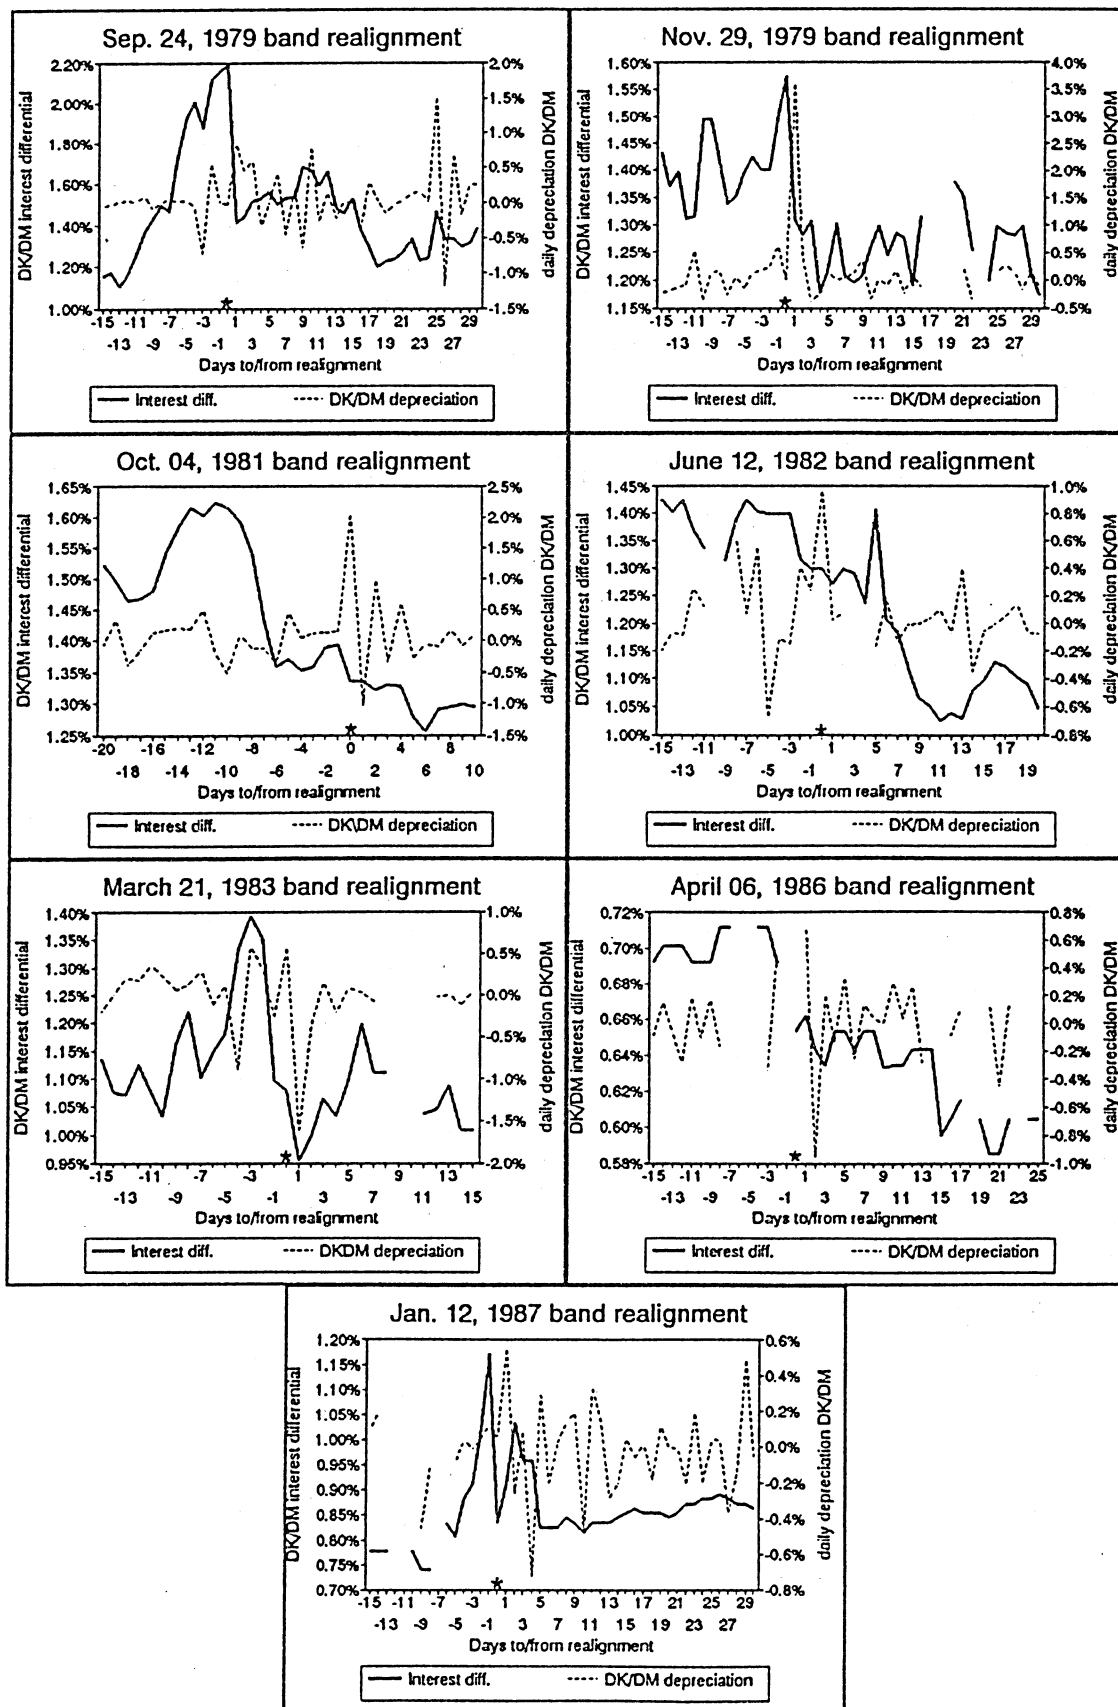 Sep. 24, 1979 band realignment
DK/DM interest differential
2.20%
2.00%
1.80%
1.60%
1.40%
1.20%
1.00%
2.0%
1.5%
1.0%
0.5%
0.0%
-0.5%
-1.0%
-1.5%
daily depreciation DK/DM
-15 -11 -7 -3 1 5 9 13 17 21 25 29
-13 -9 -5 -1 3 7 11 15 19 23 27
Days to/from realignment
Interest diff. DK/DM depreciation
Nov. 29, 1979 band realignment
DK/DM interest differential
1.60%
1.55%
1.50%
1.45%
1.40%
1.35%
1.30%
1.25%
1.20%
1.15%
4.0%
3.5%
3.0%
2.5%
2.0%
1.5%
1.0%
0.5%
0.0%
-0.5%
daily depreciation DK/DM
-15 -11 -7 -3 1 5 9 13 17 21 25 29
-13 -9 -5 -1 3 7 11 15 19 23 27
Days to/from realignment
Interest diff. DK/DM depreciation
Oct. 04, 1981 band realignment
DK/DM interest differential
1.65%
1.60%
1.55%
1.50%
1.45%
1.40%
1.35%
1.30%
1.25%
2.5%
2.0%
1.5%
1.0%
0.5%
0.0%
-0.5%
-1.0%
-1.5%
daily depreciation DK/DM
-20 -16 -12 -8 -4 0 4 8
-18 -14 -10 -6 -2 2 6 10
Days to/from realignment
Interest diff. DK\DM depreciation
June 12, 1982 band realignment
DK/DM interest differential
1.45%
1.40%
1.35%
1.30%
1.25%
1.20%
1.15%
1.10%
1.05%
1.00%
1.0%
0.8%
0.6%
0.4%
0.2%
0.0%
-0.2%
-0.4%
-0.6%
-0.8%
daily depreciation DK/DM
-15 -11 -7 -3 1 5 9 13 17
-13 -9 -5 -1 3 7 11 15 19
Days to/from realignment
Interest diff. DK/DM depreciation
March 21, 1983 band realignment
DK/DM interest differential
1.40%
1.35%
1.30%
1.25%
1.20%
1.15%
1.10%
1.05%
1.00%
0.95%
1.0%
0.5%
0.0%
-0.5%
-1.0%
-1.5%
-2.0%
daily depreciation DK/DM
-15 -11 -7 -3 1 5 9 13
-13 -9 -5 -1 3 7 11 15
Days to/from realignment
Interest diff. DKDM depreciation
April 06, 1986 band realignment
DK/DM interest differential
0.72%
0.70%
0.68%
0.66%
0.64%
0.62%
0.60%
0.58%
0.8%
0.6%
0.4%
0.2%
0.0%
-0.2%
-0.4%
-0.6%
-0.8%
-1.0%
daily depreciation DK/DM
-15 -11 -7 -3 1 5 9 13 17 21 25
-13 -9 -5 -1 3 7 11 15 19 23
Days to/from realignment
Interest diff. DK/DM depreciation
Jan. 12, 1987 band realignment
DK/DM interest differential
1.20%
1.15%
1.10%
1.05%
1.00%
0.95%
0.90%
0.85%
0.80%
0.75%
0.70%
0.6%
0.4%
0.2%
0.0%
-0.2%
-0.4%
-0.6%
-0.8%
daily depreciation DK/DM
-15 -11 -7 -3 1 5 9 13 17 21 25 29
-13 -9 -5 -1 3 7 11 15 19 23 27
Days to/from realignment
Interest diff. DK/DM depreciation